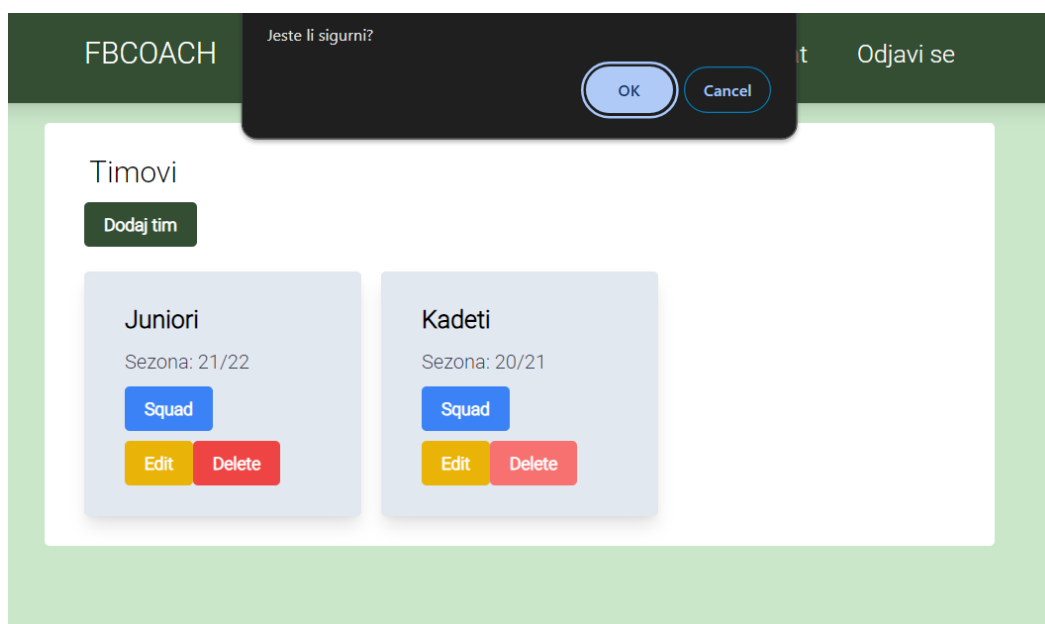 FBCOACH
Jeste li sigurni?
OK Cancel
t Odjavi se
Timovi
Dodaj tim
Juniori
Sezona: 21/22
Squad
Edit Delete
Kadeti
Sezona: 20/21
Squad
Edit Delete